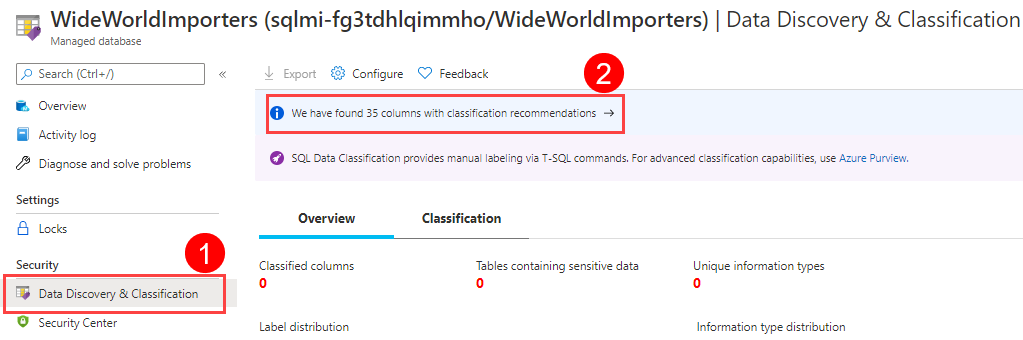 WideWorldImporters (sqlmi-fg3tdhlqimmho/WideWorldImporters) | Data Discovery & Classification
Managed database
Search (Ctrl+/)
«
Export
Configure
Feedback
2
We have found 35 columns with classification recommendations →
SQL Data Classification provides manual labeling via T-SQL commands. For advanced classification capabilities, use Azure Purview.
Overview
Activity log
Diagnose and solve problems
Settings
Locks
Security
1
Data Discovery & Classification
Security Center
Overview
Classification
Classified columns
0
Tables containing sensitive data
0
Unique information types
0
Label distribution
Information type distribution